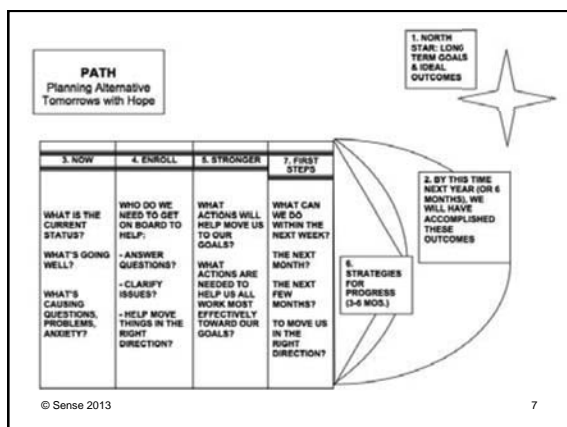 PATH
Planning Alternative
Tomorrows with Hope
1. NORTH
STAR: LONG
TERM GOALS
& IDEAL
OUTCOMES
3. NOW
WHAT IS THE
CURRENT
STATUS?
WHAT'S GOING
WELL?
WHAT'S
CAUSING
QUESTIONS,
PROBLEMS,
ANXIETY?
4. ENROLL
WHO DO WE
NEED TO GET
ON BOARD TO
HELP:
- ANSWER
QUESTIONS?
- CLARIFY
ISSUES?
- HELP MOVE
THINGS IN THE
RIGHT
DIRECTION?
5. STRONGER
WHAT
ACTIONS WILL
HELP MOVE US
TO OUR
GOALS?
WHAT
ACTIONS ARE
NEEDED TO
HELP US ALL
WORK MOST
EFFECTIVELY
TOWARD OUR
GOALS?
7. FIRST
STEPS
WHAT CAN
WE DO
WITHIN THE
NEXT WEEK?
THE NEXT
MONTH?
THE NEXT
FEW
MONTHS?
TO MOVE US
IN THE
RIGHT
DIRECTION?
6.
STRATEGIES
FOR
PROGRESS
(3-6 MOS.)
2. BY THIS TIME
NEXT YEAR (OR 6
MONTHS), WE
WILL HAVE
ACCOMPLISHED
THESE
OUTCOMES
© Sense 2013
7